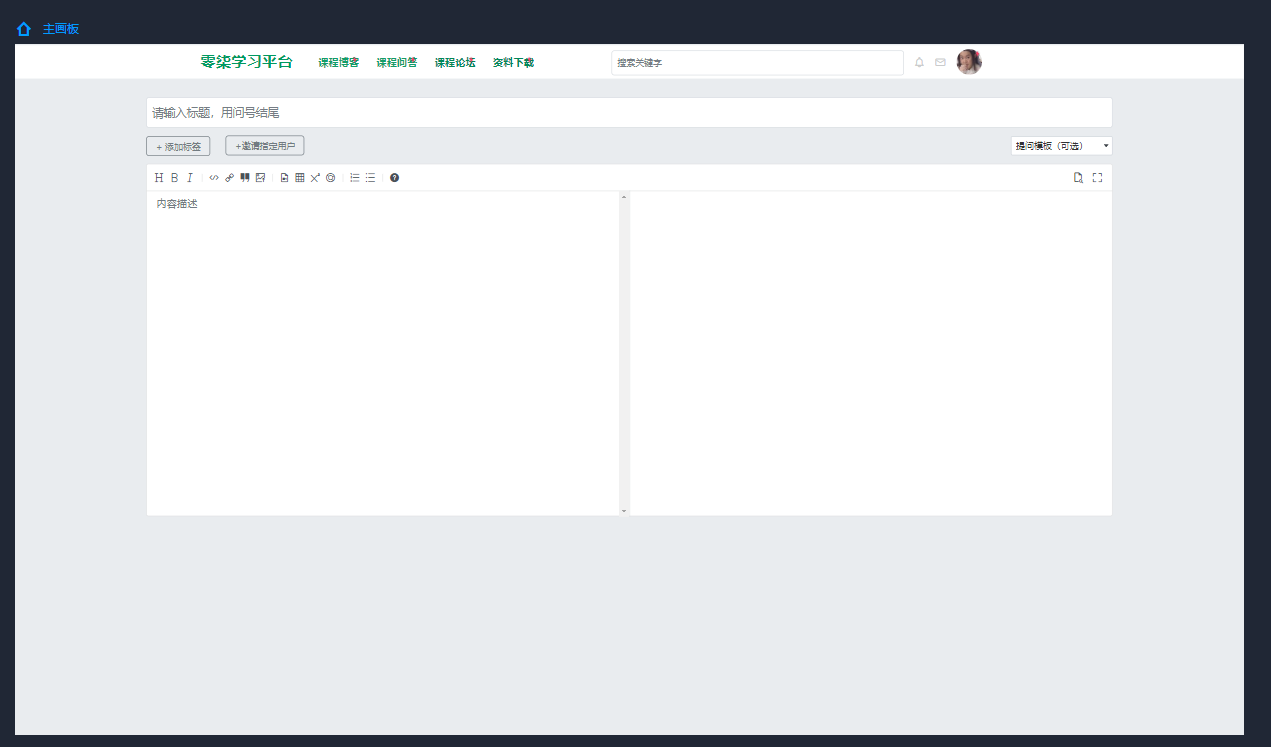 主画板
零柒学习平台 课程博客 课程问答 课程论坛 资料下载 搜索关键字
请输入标题，用问号结尾
+ 添加标签 +邀请指定用户 提问模板（可选）
H B I
内容描述